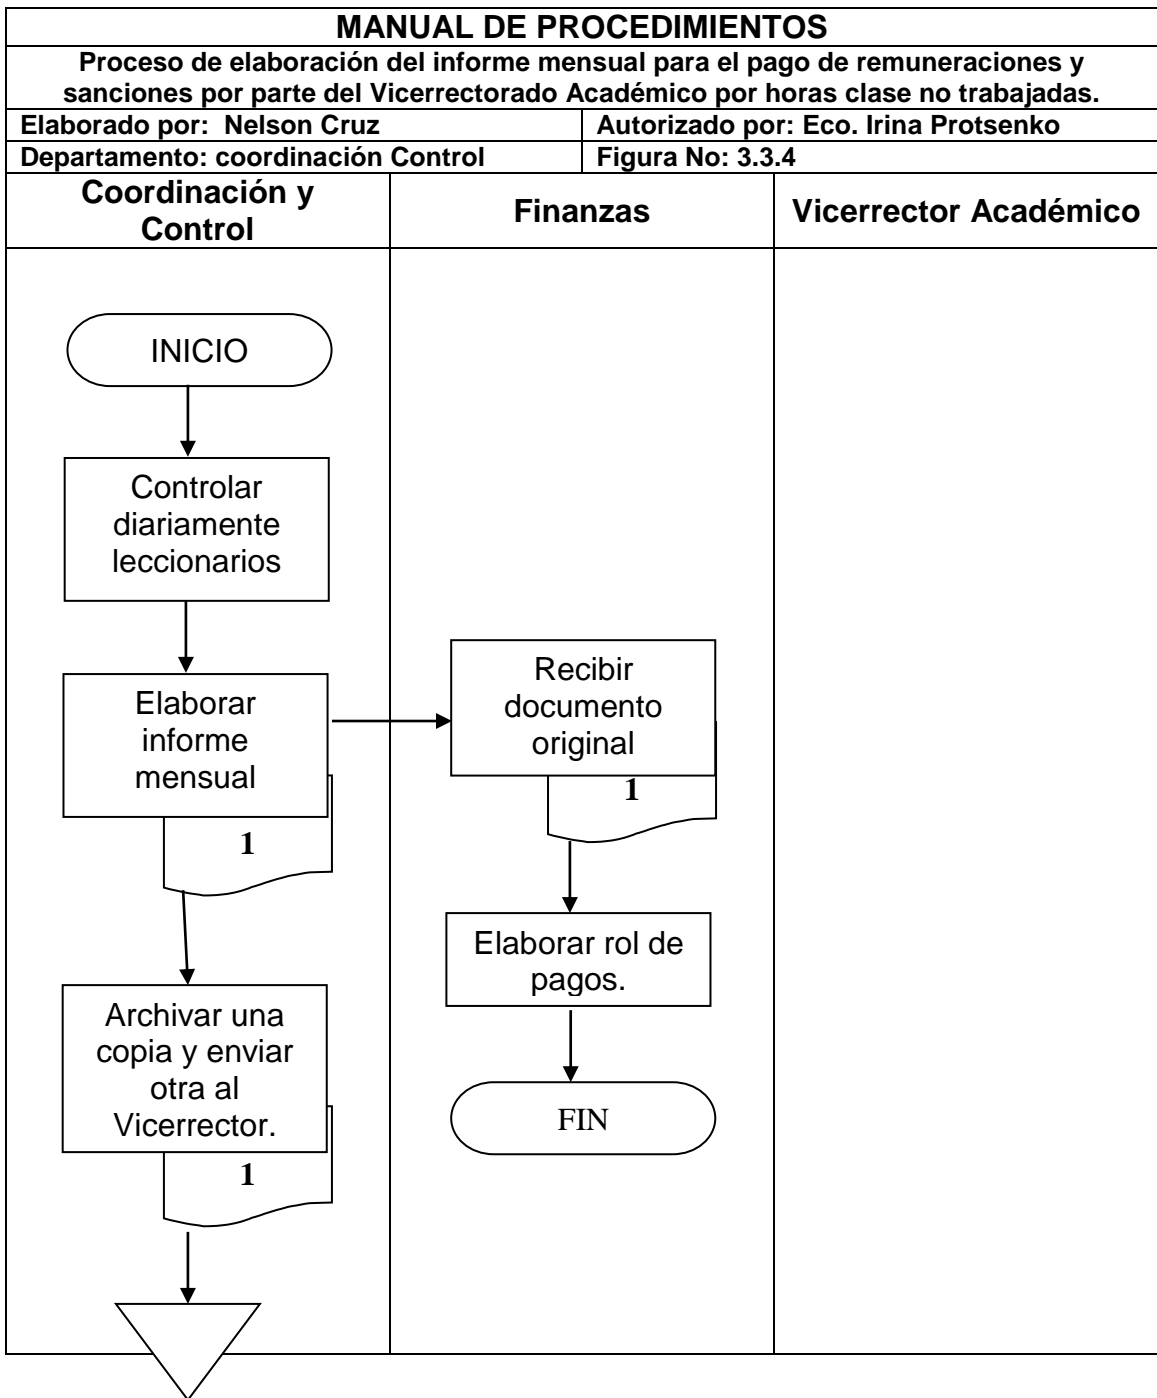 MANUAL DE PROCEDIMIENTOS
Proceso de elaboración del informe mensual para el pago de remuneraciones y
sanciones por parte del Vicerrectorado Académico por horas clase no trabajadas.
Elaborado por: Nelson Cruz
Autorizado por: Eco. Irina Protsenko
Departamento: coordinación Control
Figura No: 3.3.4
Coordinación y
Control
Finanzas
Vicerrector Académico
INICIO
Controlar
diariamente
leccionarios
Elaborar
informe
mensual
1
Archivar una
copia y enviar
otra al
Vicerrector.
1
Recibir
documento
original
1
Elaborar rol de
pagos.
FIN